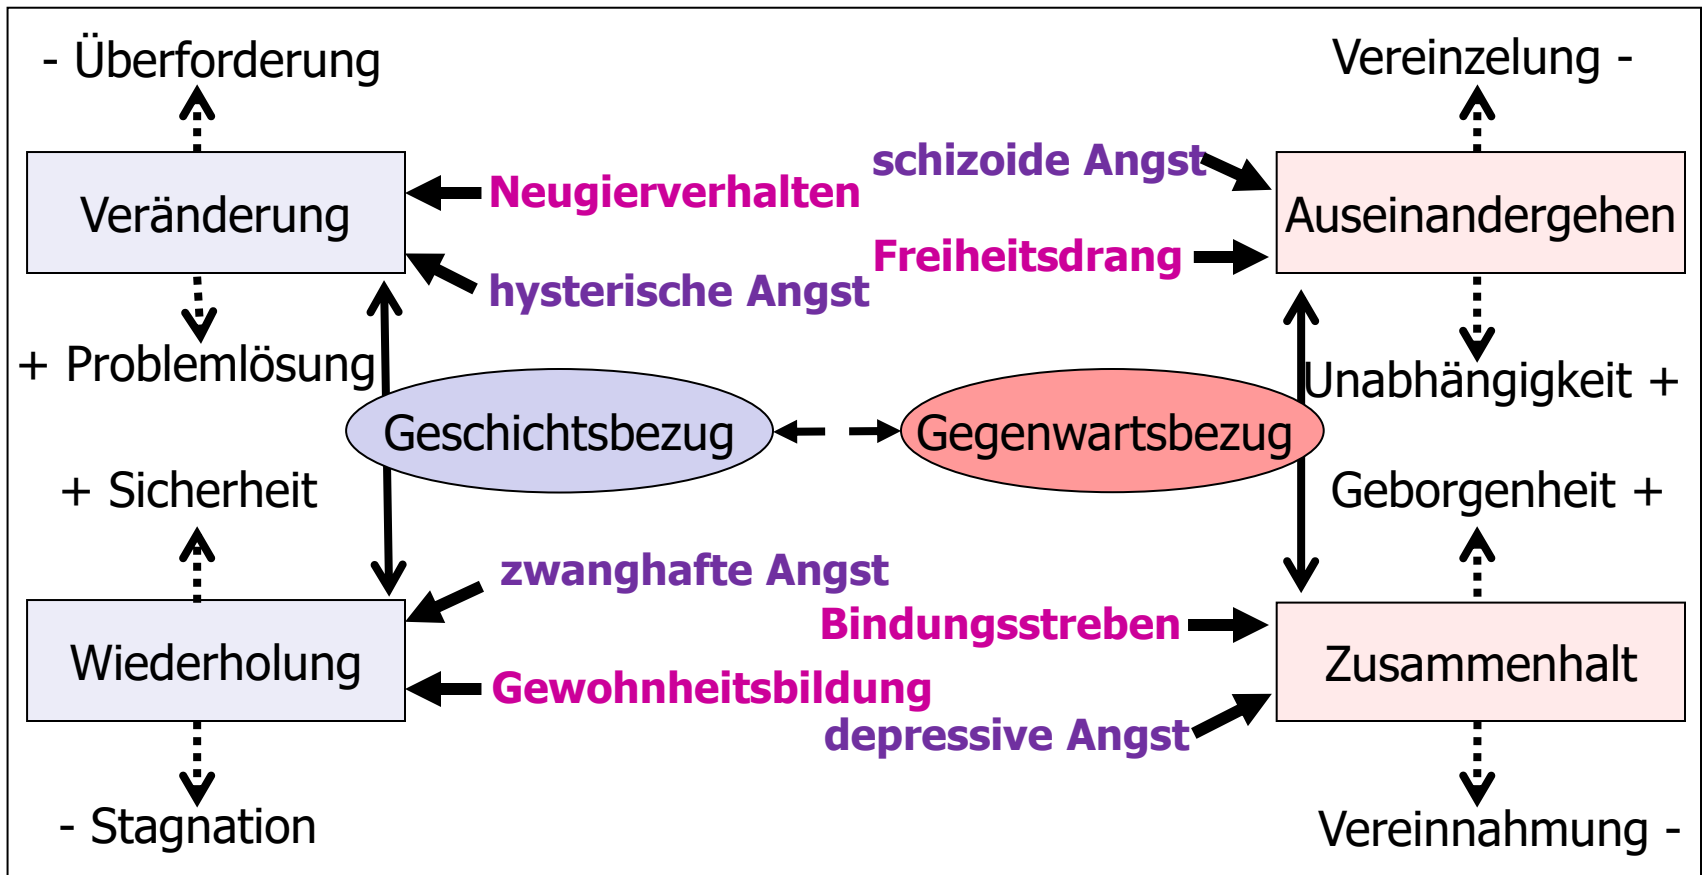 - Überforderung
Vereinzelung -
schizoide Angst
Neugierverhalten
Veränderung
Auseinandergehen
Freiheitsdrang
hysterische Angst
+ Problemlösung
Unabhängigkeit +
Geschichtsbezug
Gegenwartsbezug
+ Sicherheit
Geborgenheit +
zwanghafte Angst
Bindungsstreben
Wiederholung
Zusammenhalt
Gewohnheitsbildung
depressive Angst
- Stagnation
Vereinnahmung -